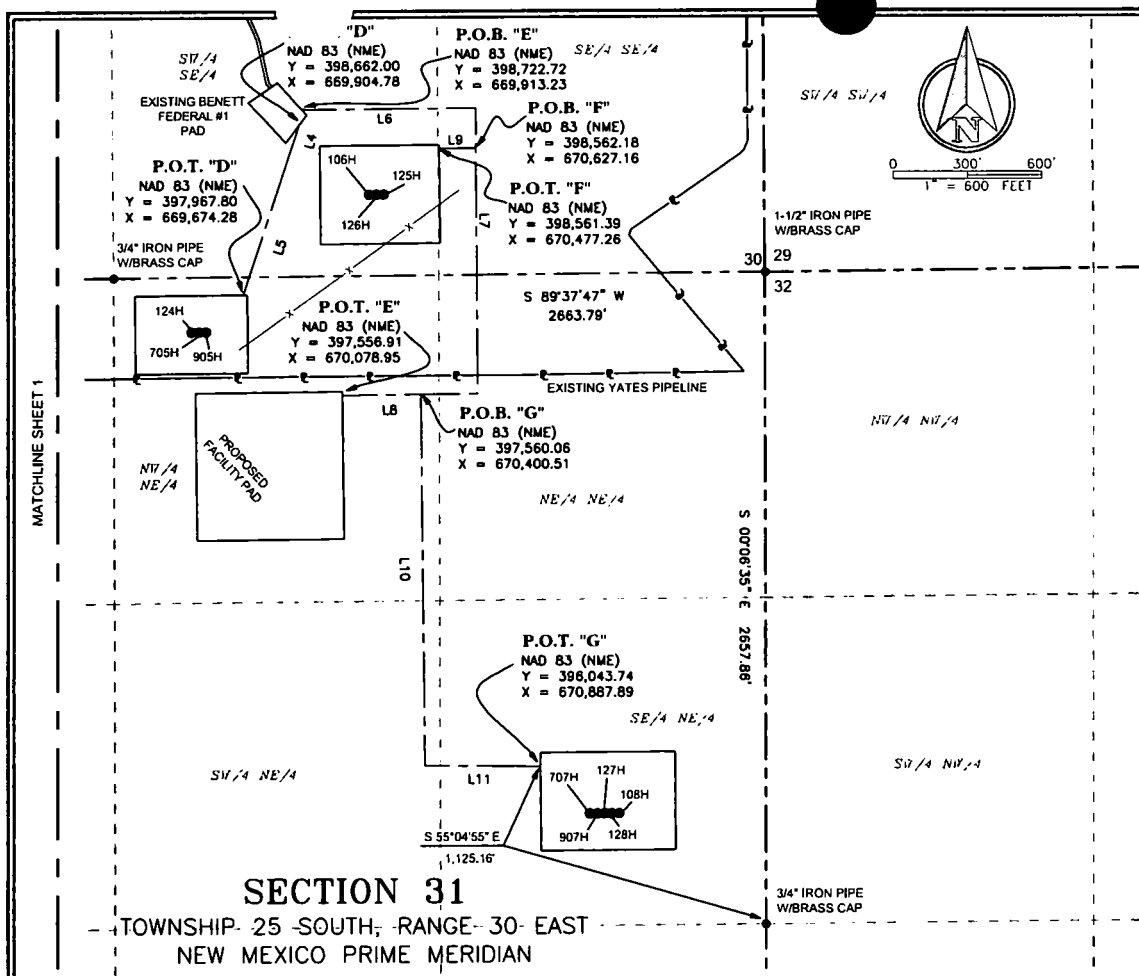 "D"
NAD 83 (NME)
Y = 398,662.00
X = 669,904.78
P.O.B. "E"
NAD 83 (NME)
Y = 398,722.72
X = 669,913.23
SE/4 SE/4
SW/4
SE/4
EXISTING BENETT
FEDERAL #1
PAD
SW/4 SW/4
N
0 300' 600'
1" = 600 FEET
L6
L4
L9
P.O.B. "F"
NAD 83 (NME)
Y = 398,562.18
X = 670,627.16
106H
125H
126H
P.O.T. "D"
NAD 83 (NME)
Y = 397,967.80
X = 669,674.28
P.O.T. "F"
NAD 83 (NME)
Y = 398,561.39
X = 670,477.26
L7
L5
3/4" IRON PIPE
W/BRASS CAP
1-1/2" IRON PIPE
W/BRASS CAP
30 29
32
X
X
X
S 89°37'47" W
2663.79'
124H
705H
905H
P.O.T. "E"
NAD 83 (NME)
Y = 397,556.91
X = 670,078.95
EXISTING YATES PIPELINE
L8
P.O.B. "G"
NAD 83 (NME)
Y = 397,560.06
X = 670,400.51
NW/4 NW/4
PROPOSED
FACILITY PAD
NW/4
NE/4
NE/4 NE/4
MATCHLINE SHEET 1
S 00°06'35" E 2657.86'
L10
P.O.T. "G"
NAD 83 (NME)
Y = 396,043.74
X = 670,887.89
SE/4 NE/4
SW/4 NE/4
SW/4 NW/4
L11
707H
127H
108H
907H
128H
S 55°04'55" E
1,125.16'
3/4" IRON PIPE
W/BRASS CAP
SECTION 31
TOWNSHIP 25 SOUTH, RANGE 30 EAST
NEW MEXICO PRIME MERIDIAN